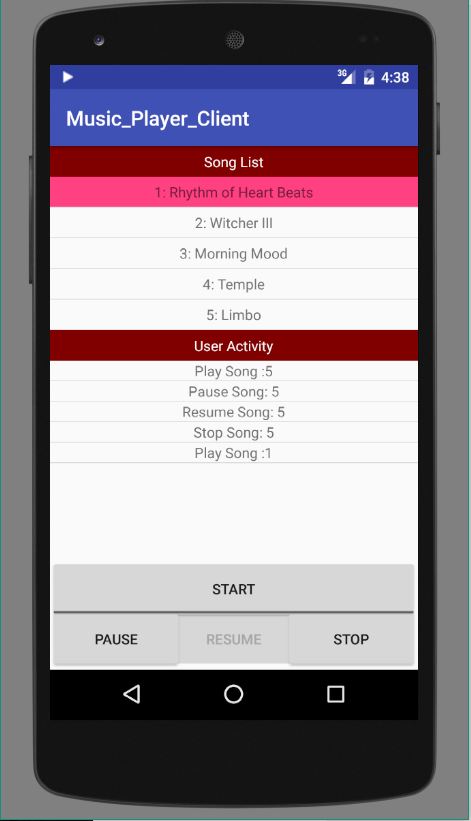 3G 4:38
Music_Player_Client
Song List
1: Rhythm of Heart Beats
2: Witcher III
3: Morning Mood
4: Temple
5: Limbo
User Activity
Play Song :5
Pause Song: 5
Resume Song: 5
Stop Song: 5
Play Song :1
START
PAUSE RESUME STOP